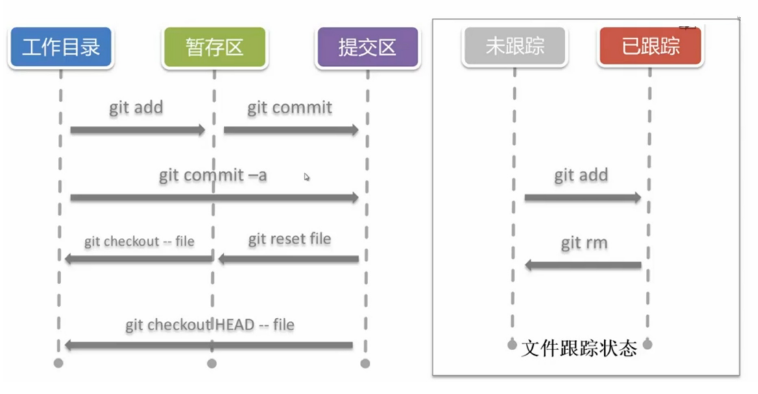 工作目录
暂存区
提交区
未跟踪
已跟踪
git add
git commit
git commit –a
git checkout -- file
git reset file
git checkout HEAD -- file
git add
git rm
文件跟踪状态